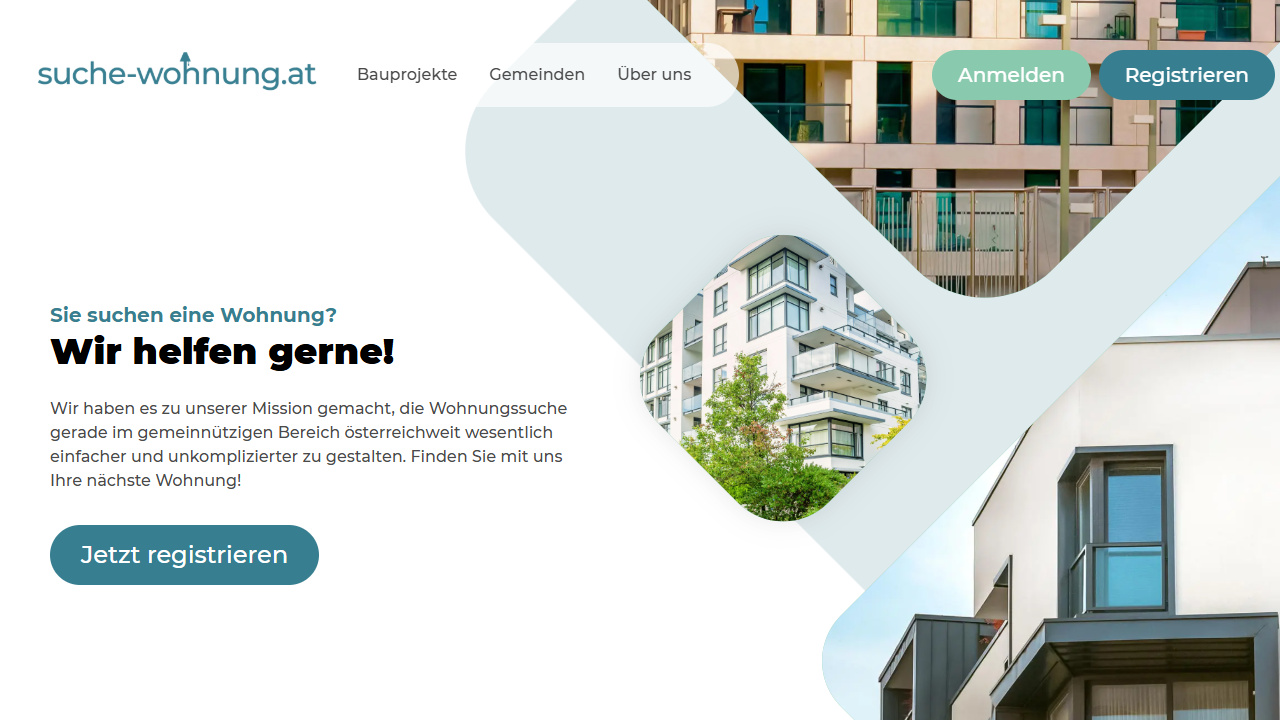 suche-wohnung.at
Bauprojekte
Gemeinden
Über uns
Anmelden
Registrieren
Sie suchen eine Wohnung?
Wir helfen gerne!
Wir haben es zu unserer Mission gemacht, die Wohnungssuche
gerade im gemeinnützigen Bereich österreichweit wesentlich
einfacher und unkomplizierter zu gestalten. Finden Sie mit uns
Ihre nächste Wohnung!
Jetzt registrieren